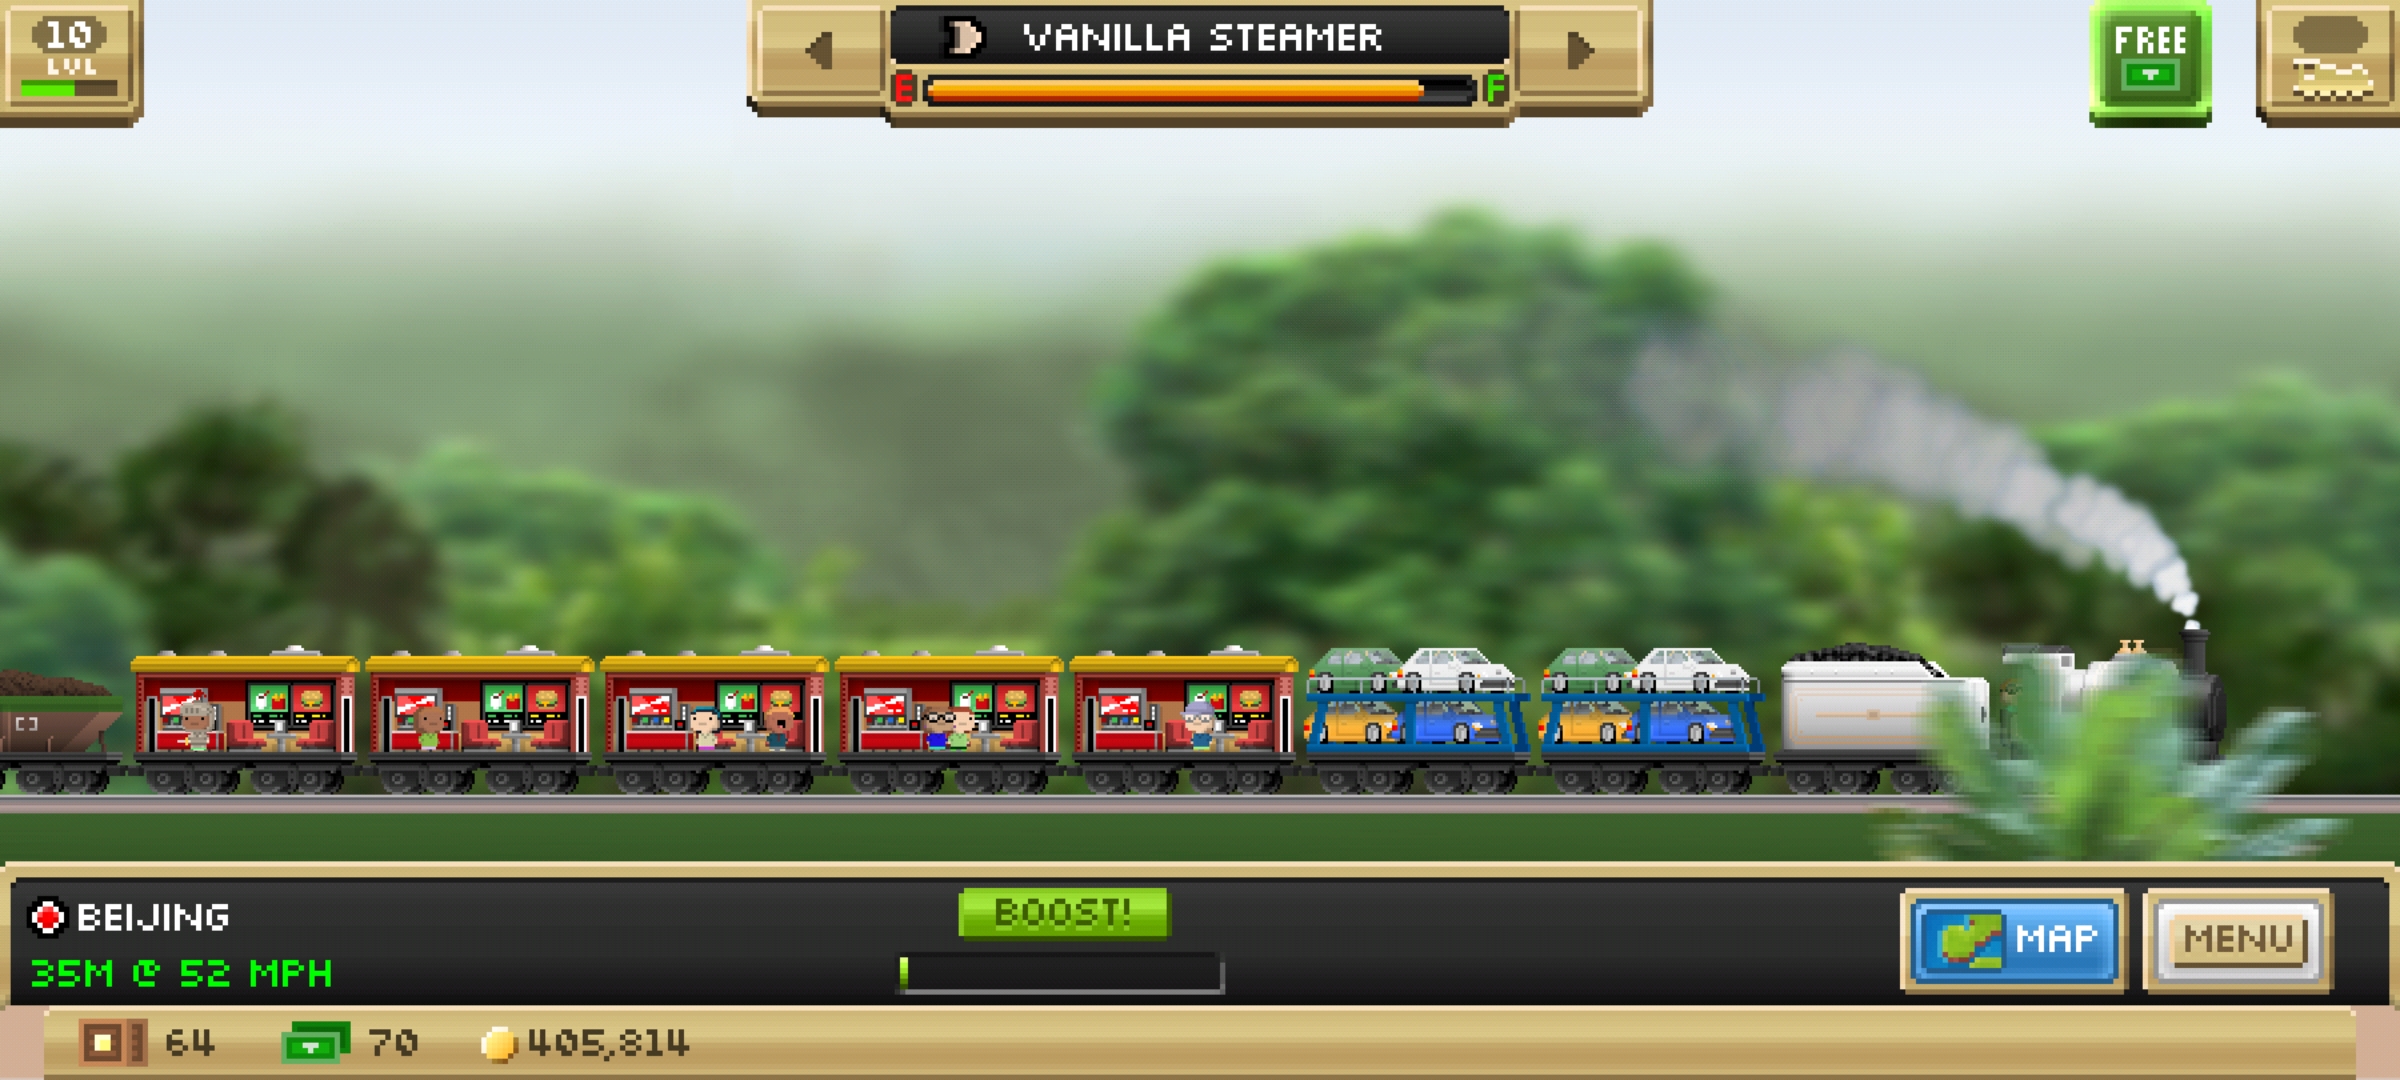 10
LVL
VANILLA STEAMER
E F
FREE
BEIJING
35M @ 52 MPH
BOOST!
MAP
MENU
64 70 405,814